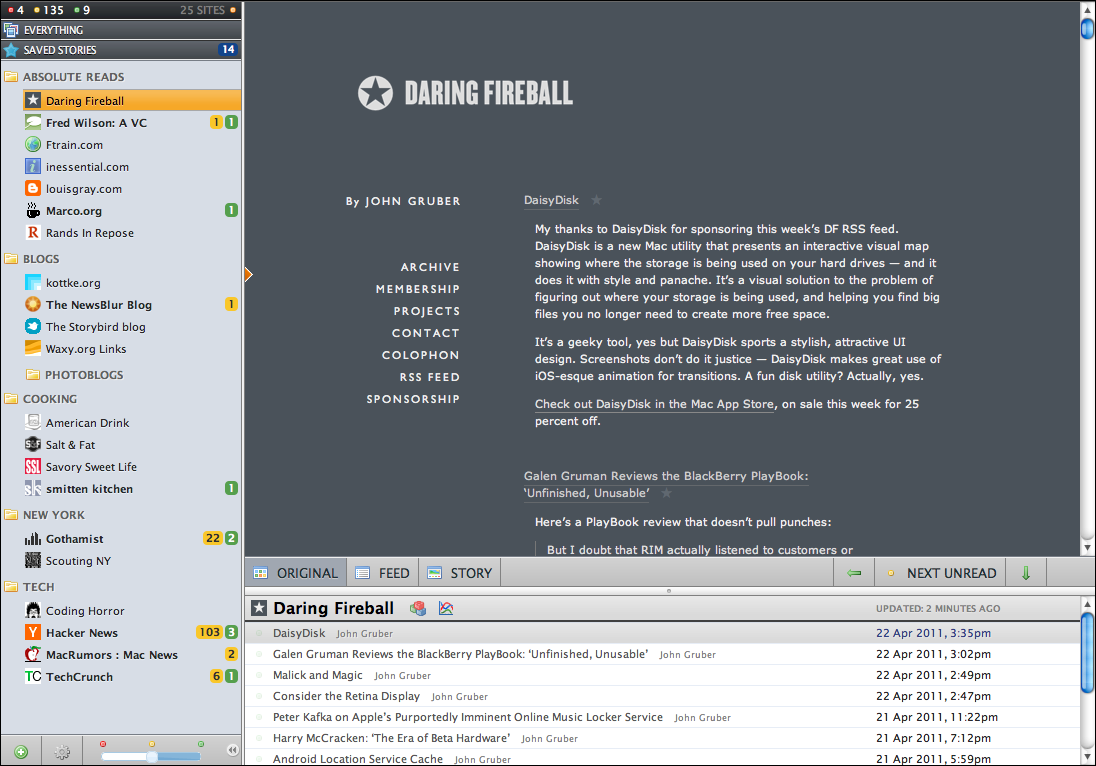 4 135 9 25 SITES
EVERYTHING
SAVED STORIES 14
ABSOLUTE READS
Daring Fireball
Fred Wilson: A VC 1 1
Ftrain.com
inessential.com
louisgray.com
Marco.org 1
Rands In Repose
BLOGS
kottke.org
The NewsBlur Blog 1
The Storybird blog
Waxy.org Links
PHOTOBLOGS
COOKING
American Drink
Salt & Fat
Savory Sweet Life
smitten kitchen 1
NEW YORK
Gothamist 22 2
Scouting NY
TECH
Coding Horror
Hacker News 103 3
MacRumors : Mac News 2
TechCrunch 6 1
DARING FIREBALL
By JOHN GRUBER
ARCHIVE
MEMBERSHIP
PROJECTS
CONTACT
COLOPHON
RSS FEED
SPONSORSHIP
DaisyDisk ★
My thanks to DaisyDisk for sponsoring this week's DF RSS feed.
DaisyDisk is a new Mac utility that presents an interactive visual map
showing where the storage is being used on your hard drives — and it
does it with style and panache. It's a visual solution to the problem of
figuring out where your storage is being used, and helping you find big
files you no longer need to create more free space.
It's a geeky tool, yes but DaisyDisk sports a stylish, attractive UI
design. Screenshots don't do it justice — DaisyDisk makes great use of
iOS-esque animation for transitions. A fun disk utility? Actually, yes.
Check out DaisyDisk in the Mac App Store, on sale this week for 25
percent off.
Galen Gruman Reviews the BlackBerry PlayBook:
‘Unfinished, Unusable’ ★
Here's a PlayBook review that doesn't pull punches:
But I doubt that RIM actually listened to customers or
ORIGINAL FEED STORY NEXT UNREAD
Daring Fireball UPDATED: 2 MINUTES AGO
DaisyDisk John Gruber 22 Apr 2011, 3:35pm
Galen Gruman Reviews the BlackBerry PlayBook: ‘Unfinished, Unusable’ John Gruber 22 Apr 2011, 3:02pm
Malick and Magic John Gruber 22 Apr 2011, 2:49pm
Consider the Retina Display John Gruber 22 Apr 2011, 2:47pm
Peter Kafka on Apple's Purportedly Imminent Online Music Locker Service John Gruber 21 Apr 2011, 11:22pm
Harry McCracken: ‘The Era of Beta Hardware’ John Gruber 21 Apr 2011, 7:12pm
Android Location Service Cache John Gruber 21 Apr 2011, 5:59pm